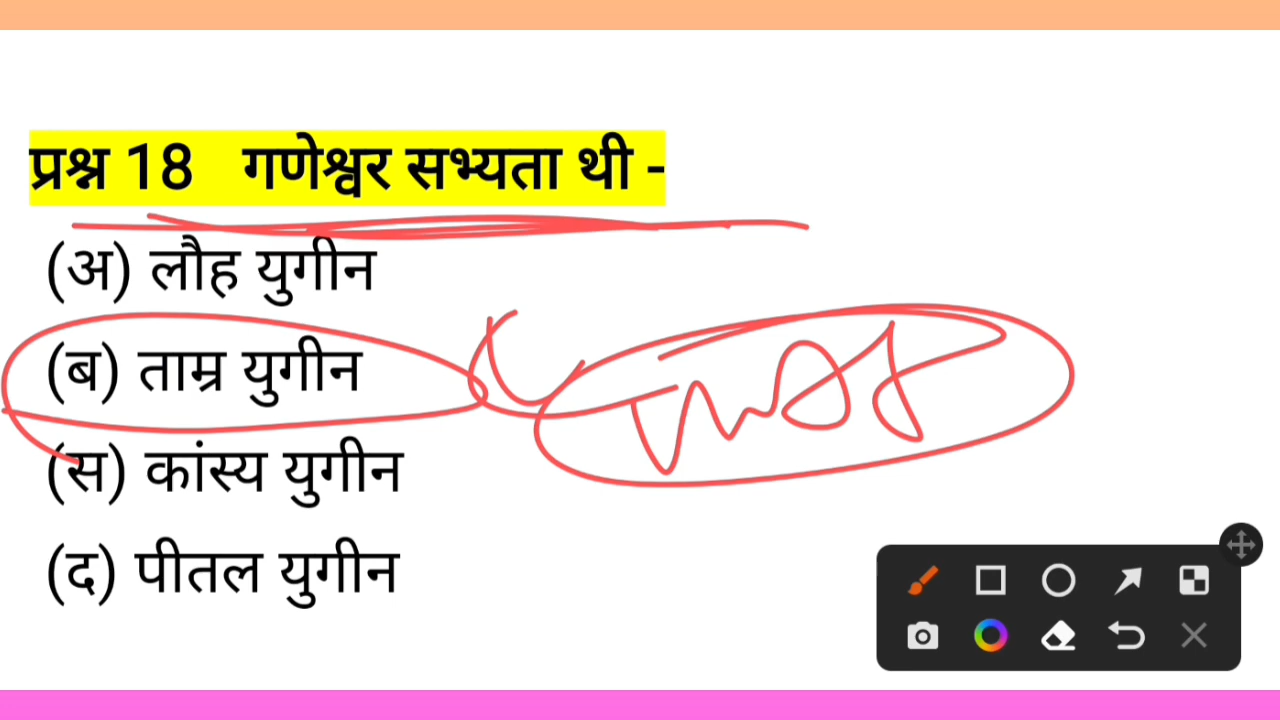 प्रश्न 18 गणेश्वर सभ्यता थी -
(अ) लौह युगीन
(ब) ताम्र युगीन
(स) कांस्य युगीन
(द) पीतल युगीन